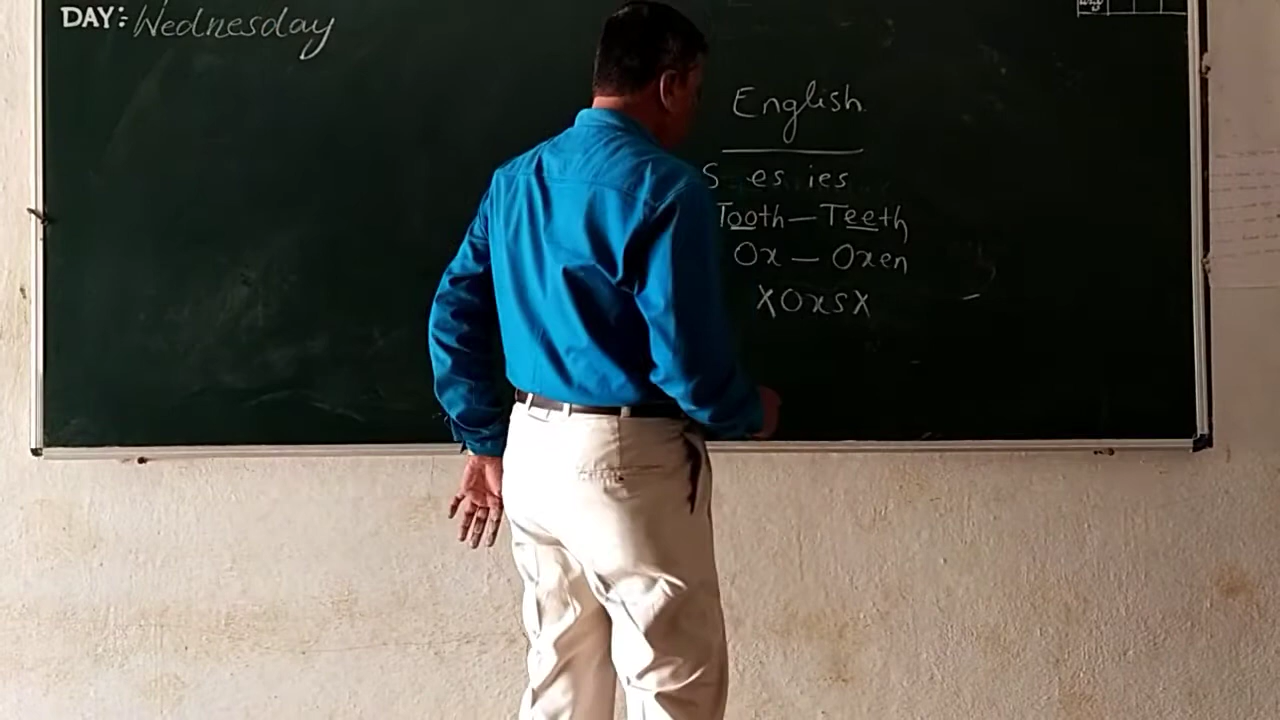 DAY: Wednesday
English
S es ies
Tooth — Teeth
Ox — Oxen
XOxsX